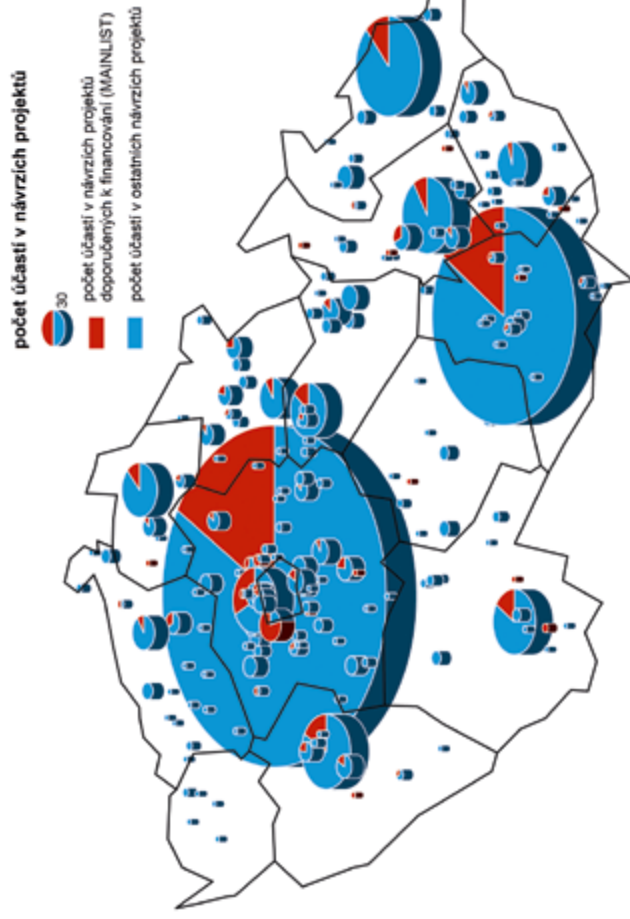 počet účastí v návrzích projektů
30
počet účastí v návrzích projektů
doporučených k financování (MAINLIST)
počet účastí v ostatních návrzích projektů